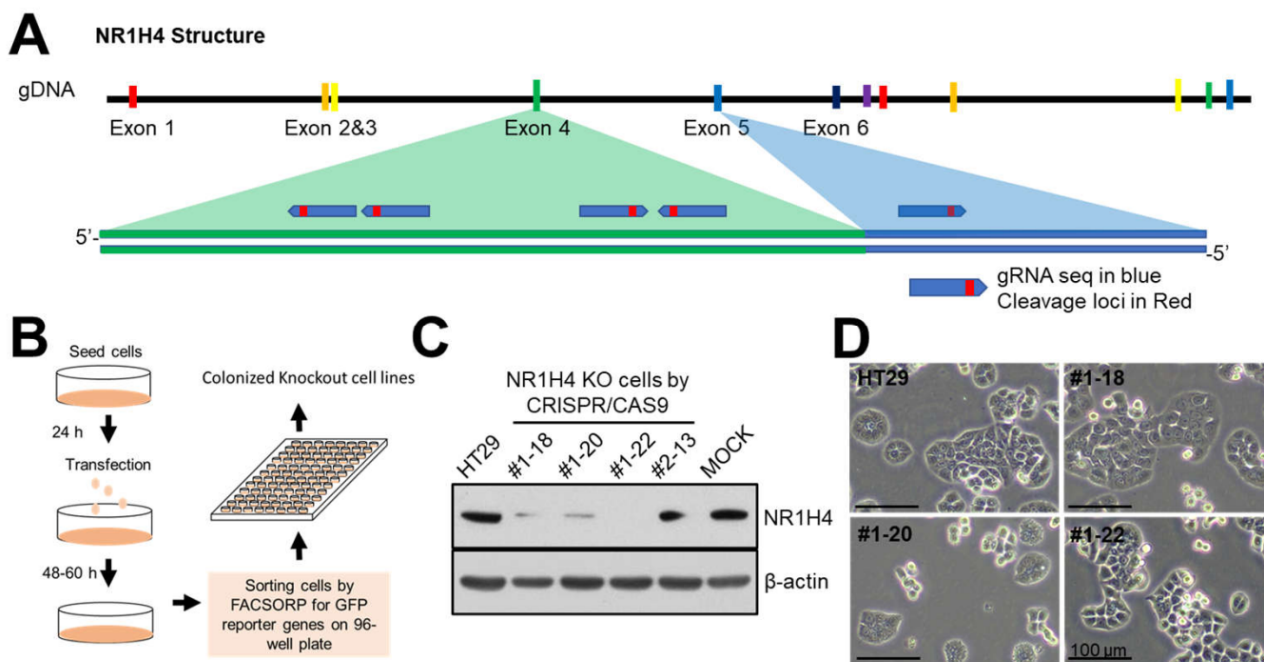 A
NR1H4 Structure
gDNA
Exon 1
Exon 2&3
Exon 4
Exon 5
Exon 6
5’-
-5’
gRNA seq in blue
Cleavage loci in Red
B
Seed cells
24 h
Transfection
48-60 h
Colonized Knockout cell lines
Sorting cells by
FACSORP for GFP
reporter genes on 96-
well plate
C
NR1H4 KO cells by
CRISPR/CAS9
HT29
#1-18
#1-20
#1-22
#2-13
MOCK
NR1H4
β-actin
D
HT29
#1-18
#1-20
#1-22
100 µm